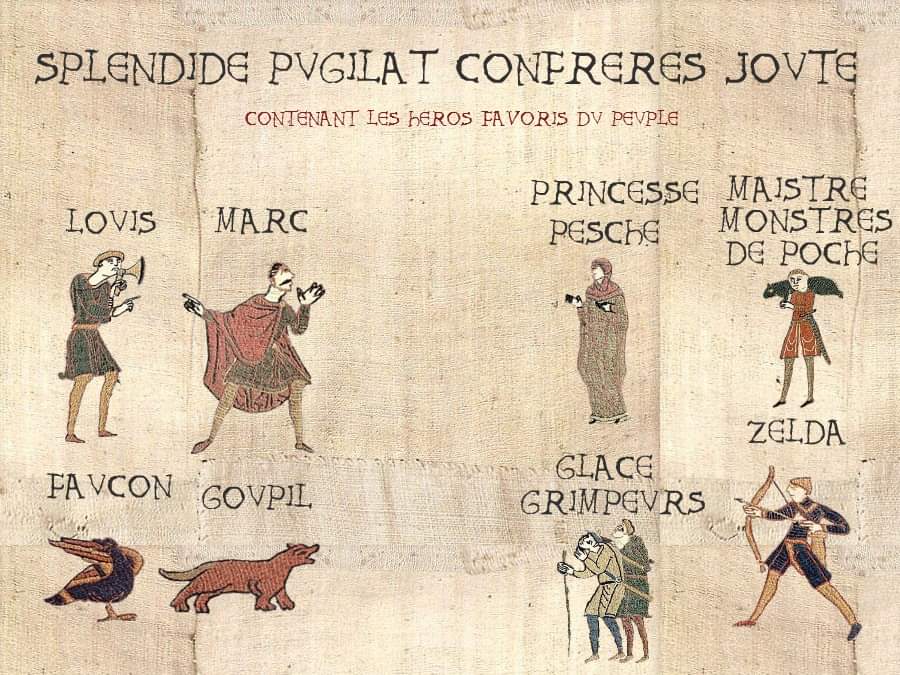 SPLENDIDE PVGILAT CONFRERES JOVTE
CONTENANT LES HEROS FAVORIS DV PEVPLE
LOVIS
MARC
PRINCESSE
PESCHE
MAISTRE
MONSTRES
DE POCHE
FAVCON
GOVPIL
GLACE
GRIMPEVRS
ZELDA